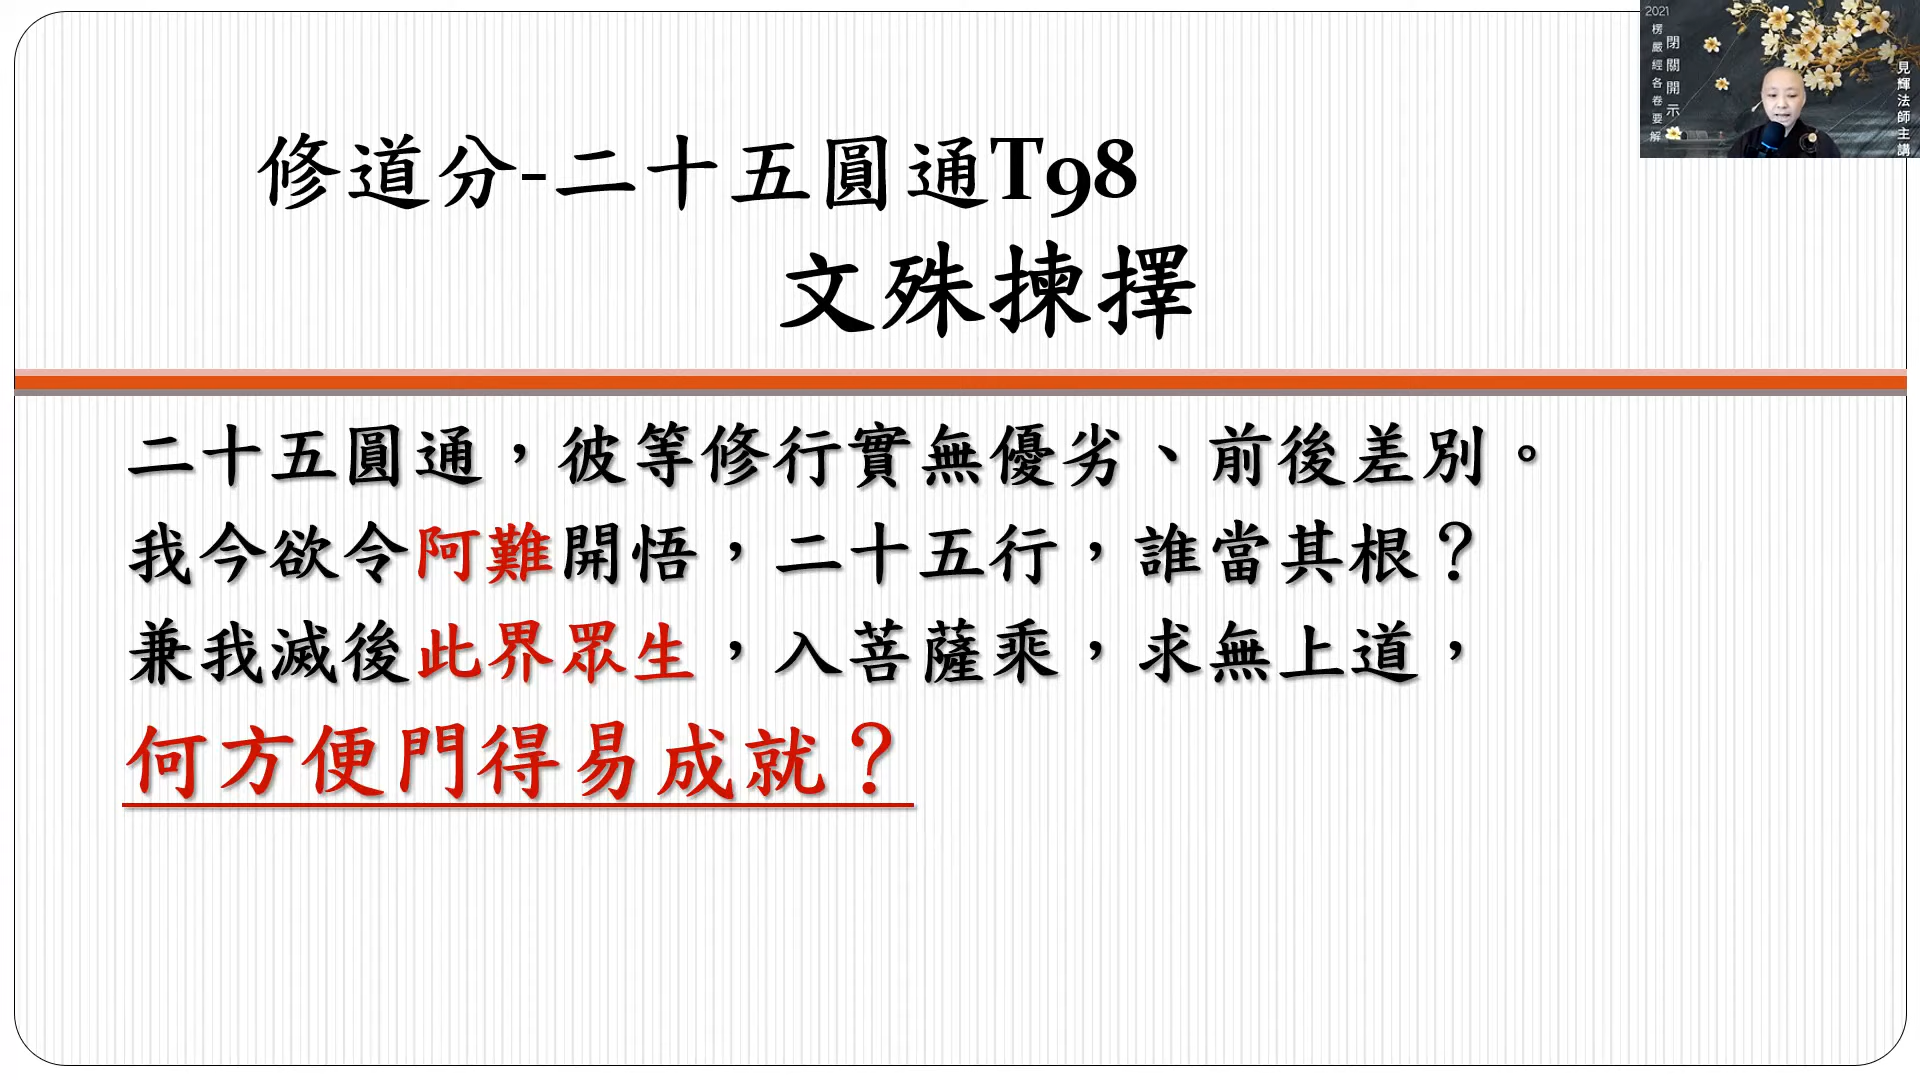 修道分-二十五圓通T98
文殊揀擇
二十五圓通，彼等修行實無優劣、前後差別。
我今欲令阿難開悟，二十五行，誰當其根？
兼我滅後此界眾生，入菩薩乘，求無上道，
何方便門得易成就？
2021
閉關開示
楞嚴經各卷要解
見輝法師主講